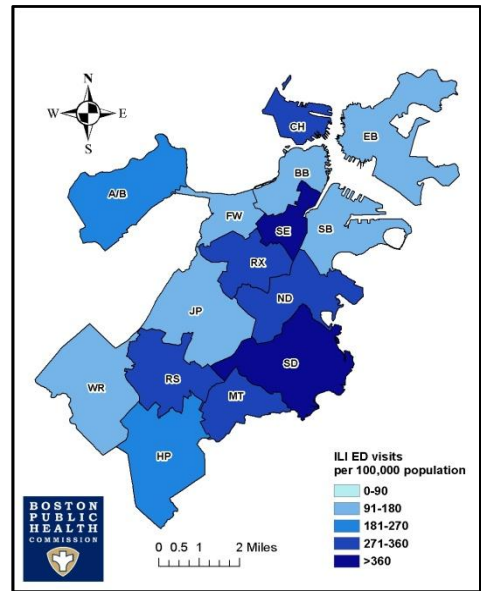 N
W
E
S
CH
EB
A/B
BB
FW
SE
SB
RX
ND
JP
SD
WR
RS
MT
HP
ILI ED visits
per 100,000 population
0-90
91-180
181-270
271-360
>360
BOSTON
PUBLIC
HEALTH
COMMISSION
0 0.5 1 2 Miles